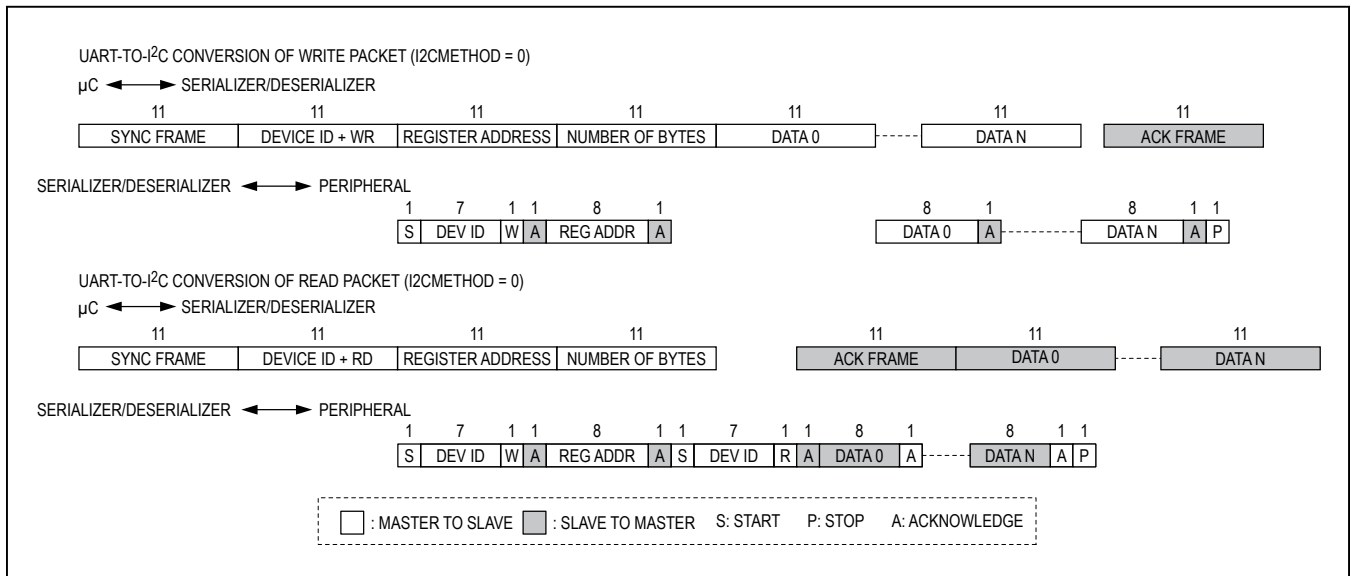 UART-TO-I²C CONVERSION OF WRITE PACKET (I2CMETHOD = 0)
µC SERIALIZER/DESERIALIZER
11 11 11 11 11 11 11
SYNC FRAME DEVICE ID + WR REGISTER ADDRESS NUMBER OF BYTES DATA 0 DATA N ACK FRAME
SERIALIZER/DESERIALIZER PERIPHERAL
1 7 1 1 8 1 8 1 8 1 1
S DEV ID W A REG ADDR A DATA 0 A DATA N A P
UART-TO-I²C CONVERSION OF READ PACKET (I2CMETHOD = 0)
µC SERIALIZER/DESERIALIZER
11 11 11 11 11 11 11
SYNC FRAME DEVICE ID + RD REGISTER ADDRESS NUMBER OF BYTES ACK FRAME DATA 0 DATA N
SERIALIZER/DESERIALIZER PERIPHERAL
1 7 1 1 8 1 1 7 1 1 8 1 8 1 1
S DEV ID W A REG ADDR A S DEV ID R A DATA 0 A DATA N A P
: MASTER TO SLAVE : SLAVE TO MASTER S: START P: STOP A: ACKNOWLEDGE